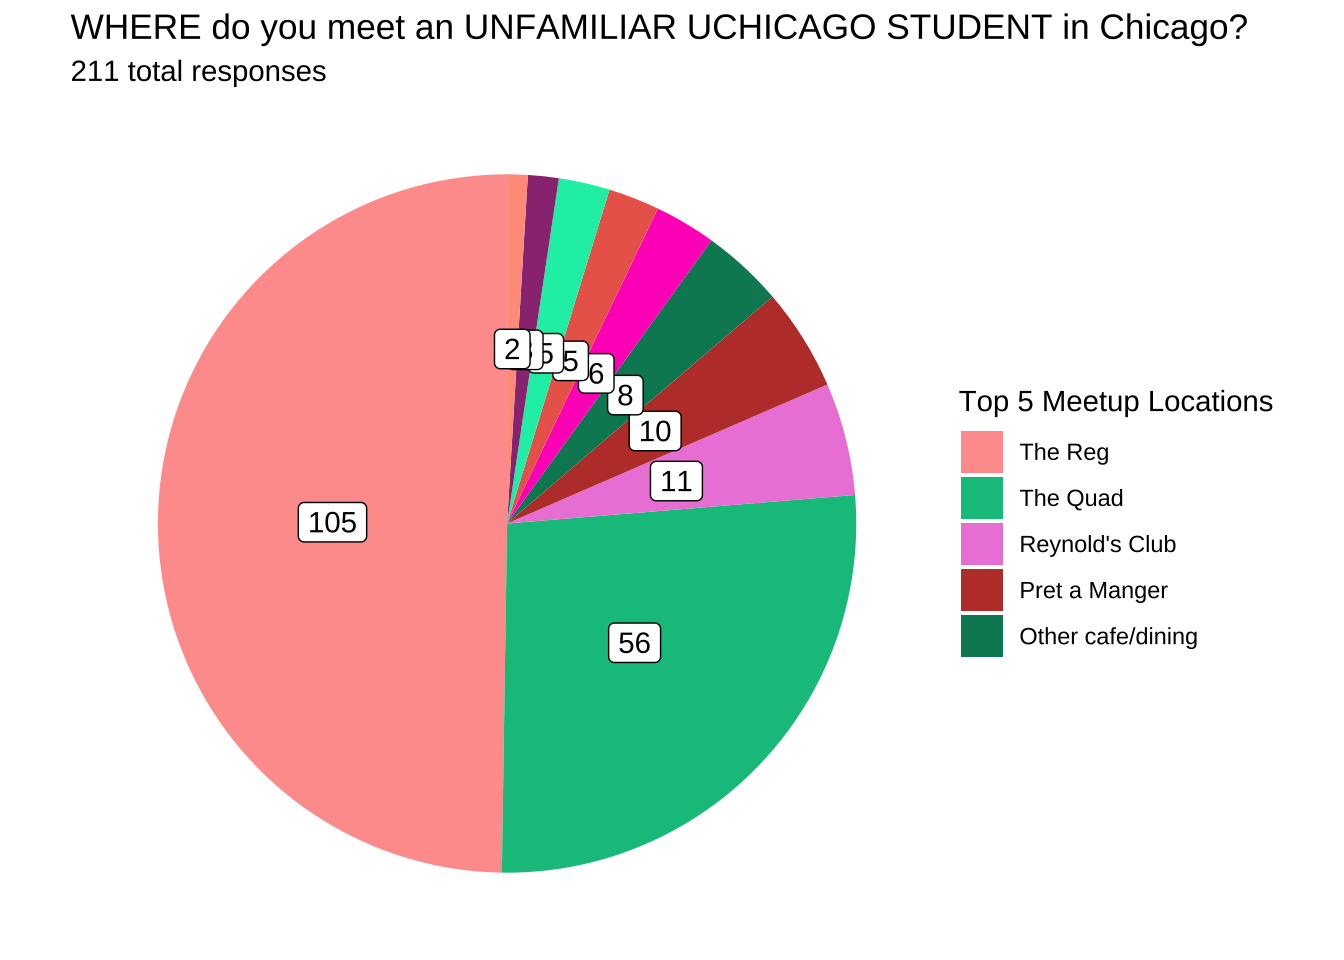 WHERE do you meet an UNFAMILIAR UCHICAGO STUDENT in Chicago?
211 total responses
2
5
5
6
8
10
11
105
56
Top 5 Meetup Locations
The Reg
The Quad
Reynold's Club
Pret a Manger
Other cafe/dining